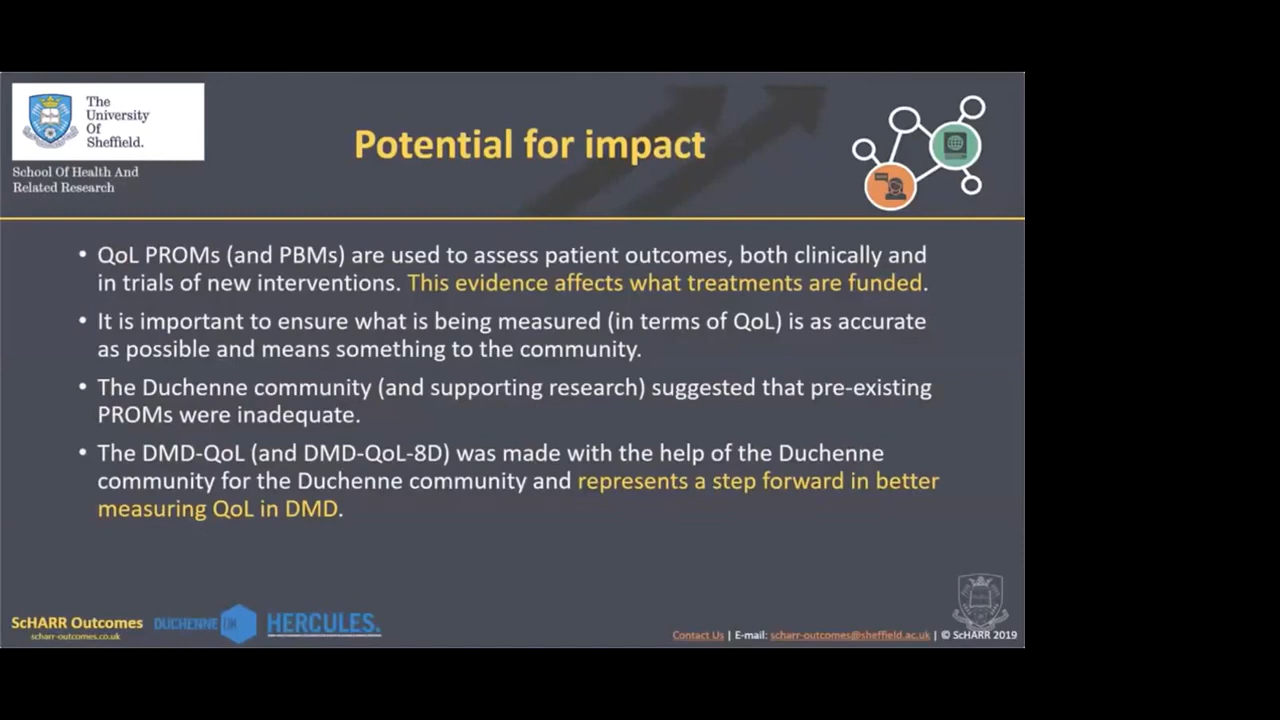 The
University
Of
Sheffield.
School Of Health And
Related Research
Potential for impact
• QoL PROMs (and PBMs) are used to assess patient outcomes, both clinically and
in trials of new interventions. This evidence affects what treatments are funded.
• It is important to ensure what is being measured (in terms of QoL) is as accurate
as possible and means something to the community.
• The Duchenne community (and supporting research) suggested that pre-existing
PROMs were inadequate.
• The DMD-QoL (and DMD-QoL-8D) was made with the help of the Duchenne
community for the Duchenne community and represents a step forward in better
measuring QoL in DMD.
ScHARR Outcomes
scharr-outcomes.co.uk
DUCHENNE UK HERCULES.
Contact Us | E-mail: scharr-outcomes@sheffield.ac.uk | © ScHARR 2019